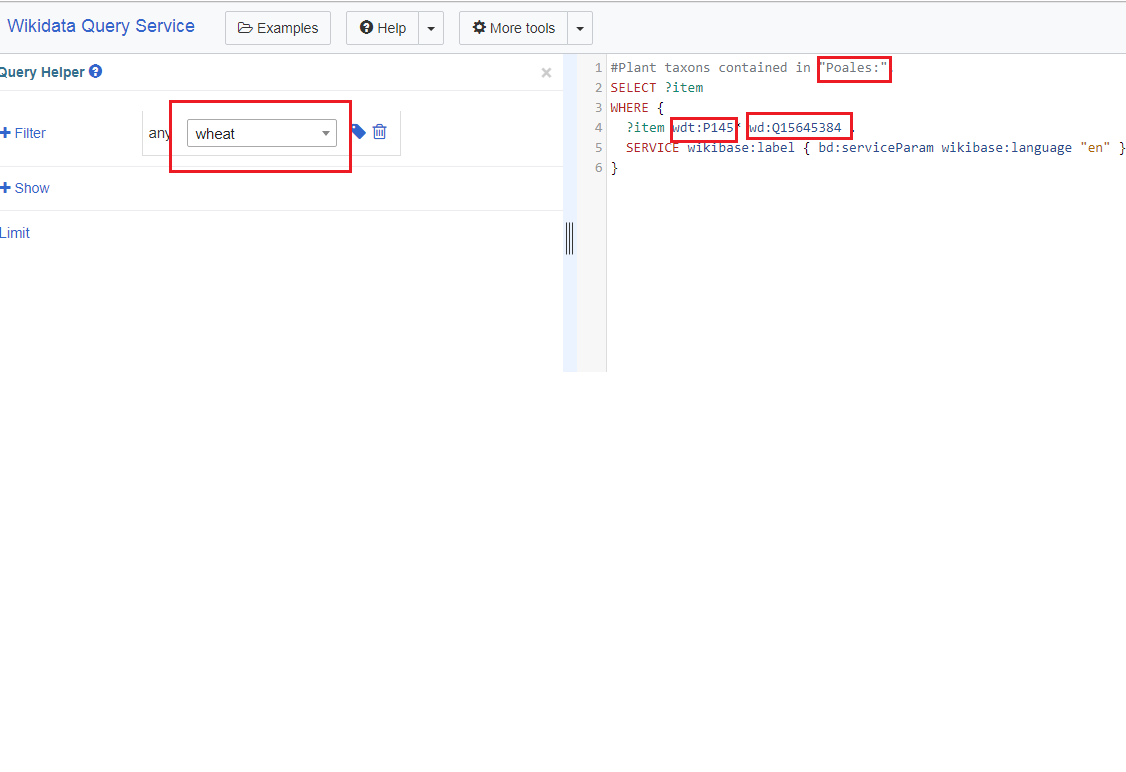 Wikidata Query Service
Examples
Help
More tools
Query Helper
Filter
any
wheat
Show
Limit
1 #Plant taxons contained in "Poales:"
2 SELECT ?item
3 WHERE {
4 ?item wdt:P145* wd:Q15645384 .
5 SERVICE wikibase:label { bd:serviceParam wikibase:language "en" }
6 }